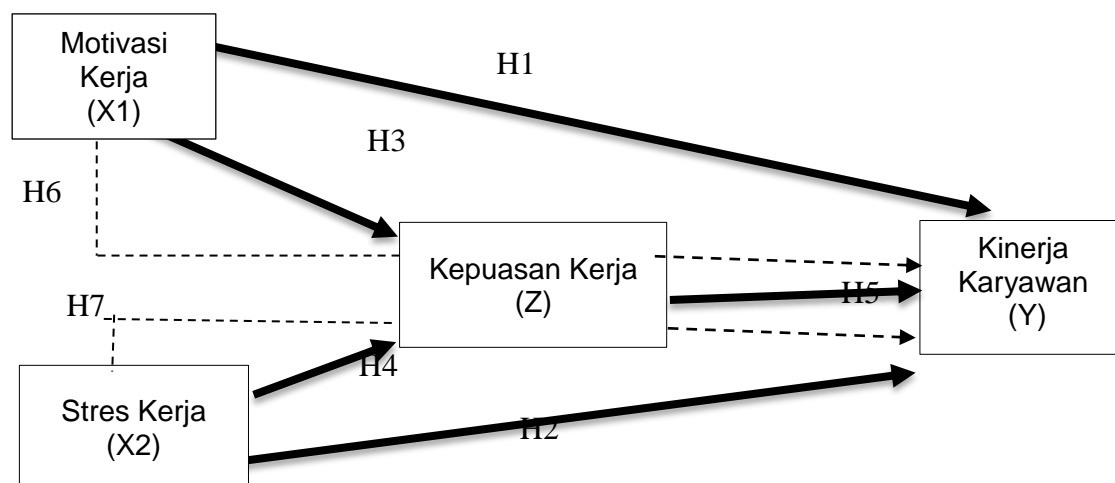 Motivasi
Kerja
(X1)
H1
H3
H6
Kepuasan Kerja
(Z)
Kinerja
Karyawan
(Y)
H5
H7
H4
Stres Kerja
(X2)
H2